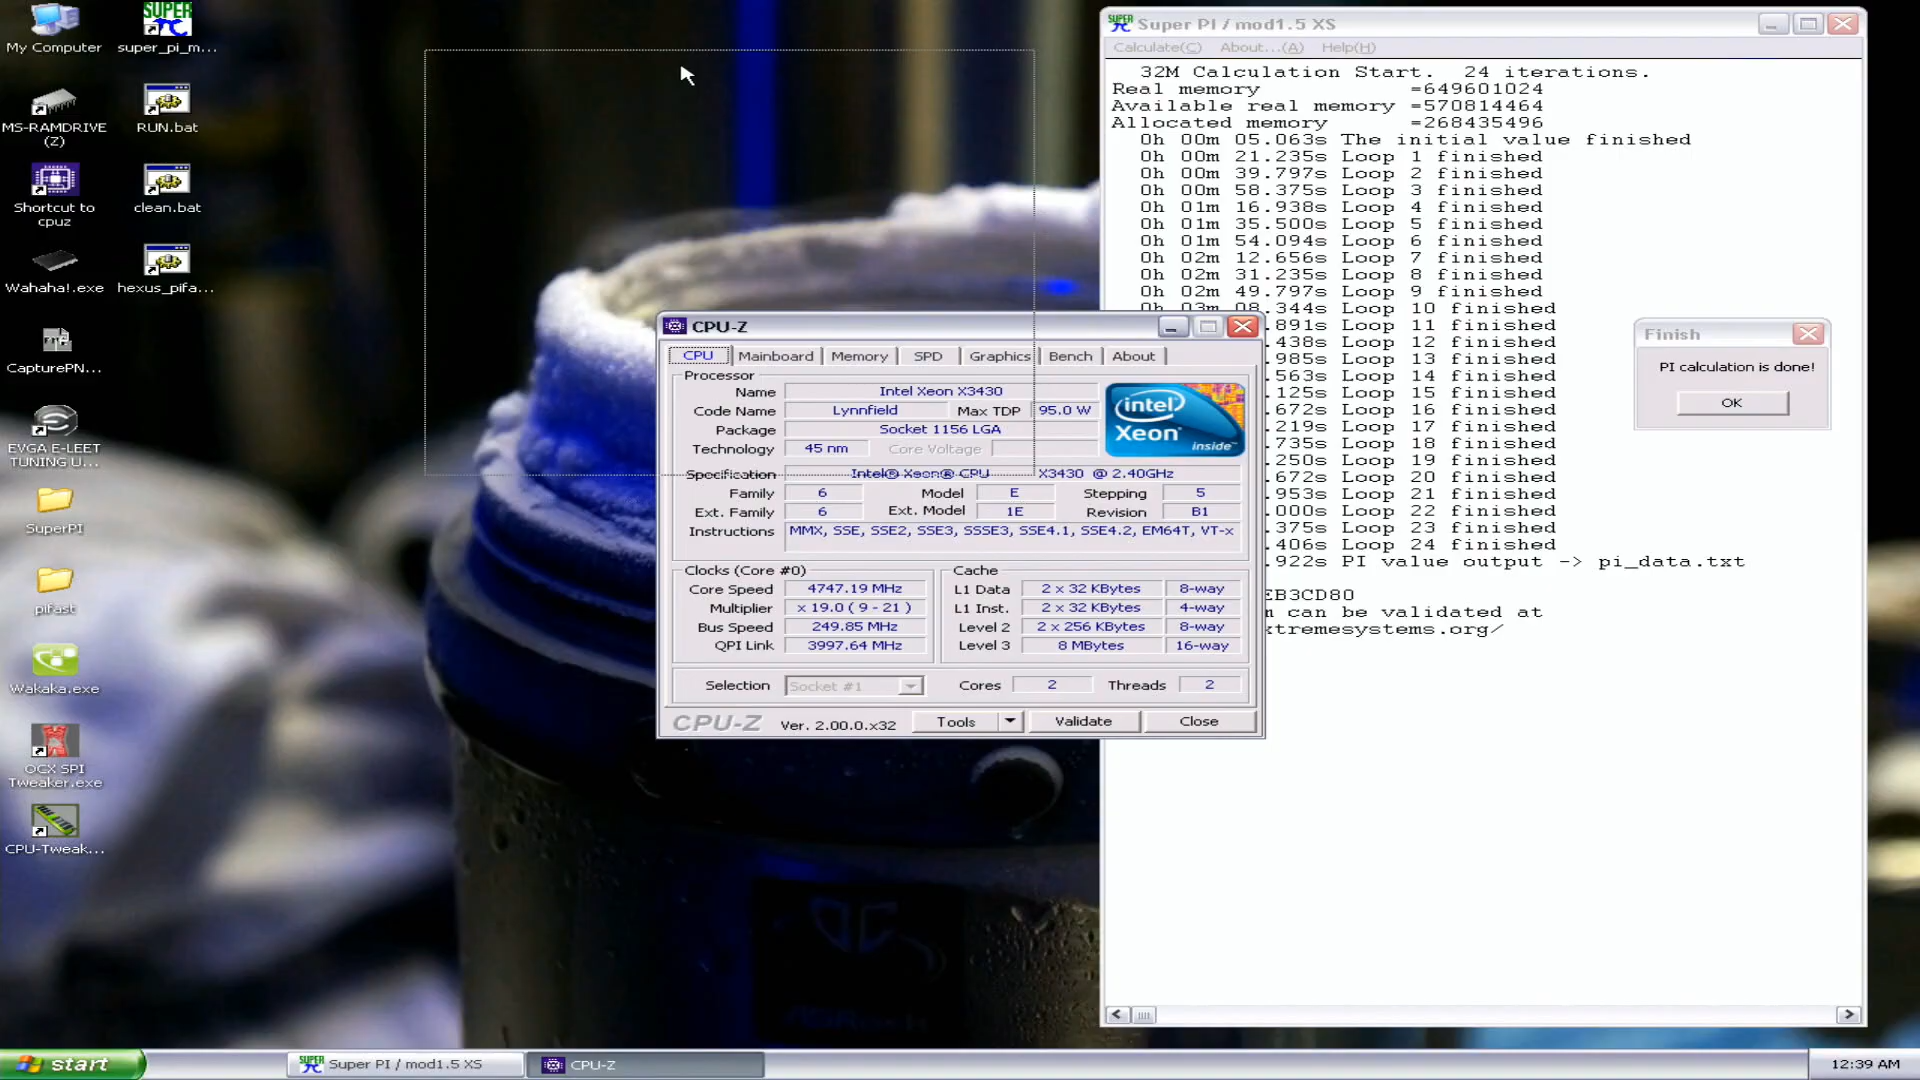 My Computer
super_pi_m...
MS-RAMDRIVE
(Z)
RUN.bat
Shortcut to
cpuz
clean.bat
Wahaha!.exe
hexus_pifa...
CapturePN...
EVGA E-LEET
TUNING U...
SuperPI
pifast
Wakaka.exe
OCX SPI
Tweaker.exe
CPU-Tweak...
SUPER
Super PI / mod1.5 XS
Calculate(C) About...(A) Help(H)
32M Calculation Start. 24 iterations.
Real memory =649601024
Available real memory =570814464
Allocated memory =268435496
0h 00m 05.063s The initial value finished
0h 00m 21.235s Loop 1 finished
0h 00m 39.797s Loop 2 finished
0h 00m 58.375s Loop 3 finished
0h 01m 16.938s Loop 4 finished
0h 01m 35.500s Loop 5 finished
0h 01m 54.094s Loop 6 finished
0h 02m 12.656s Loop 7 finished
0h 02m 31.235s Loop 8 finished
0h 02m 49.797s Loop 9 finished
0h 03m 08.344s Loop 10 finished
.891s Loop 11 finished
.438s Loop 12 finished
.985s Loop 13 finished
.563s Loop 14 finished
.125s Loop 15 finished
.672s Loop 16 finished
.219s Loop 17 finished
.735s Loop 18 finished
.250s Loop 19 finished
.672s Loop 20 finished
.953s Loop 21 finished
.000s Loop 22 finished
.375s Loop 23 finished
.406s Loop 24 finished
.922s PI value output -> pi_data.txt
EB3CD80
can be validated at
xtremesystems.org/
Finish
PI calculation is done!
OK
CPU-Z
CPU Mainboard Memory SPD Graphics Bench About
Processor
Name Intel Xeon X3430
Code Name Lynnfield Max TDP 95.0 W
Package Socket 1156 LGA
Technology 45 nm Core Voltage
intel
Xeon
inside™
Specification Intel® Xeon® CPU X3430 @ 2.40GHz
Family 6 Model E Stepping 5
Ext. Family 6 Ext. Model 1E Revision B1
Instructions MMX, SSE, SSE2, SSE3, SSSE3, SSE4.1, SSE4.2, EM64T, VT-x
Clocks (Core #0)
Core Speed 4747.19 MHz
Multiplier x 19.0 ( 9 - 21 )
Bus Speed 249.85 MHz
QPI Link 3997.64 MHz
Cache
L1 Data 2 x 32 KBytes 8-way
L1 Inst. 2 x 32 KBytes 4-way
Level 2 2 x 256 KBytes 8-way
Level 3 8 MBytes 16-way
Selection Socket #1 Cores 2 Threads 2
CPU-Z Ver. 2.00.0.x32 Tools Validate Close
start
Super PI / mod1.5 XS
CPU-Z
12:39 AM